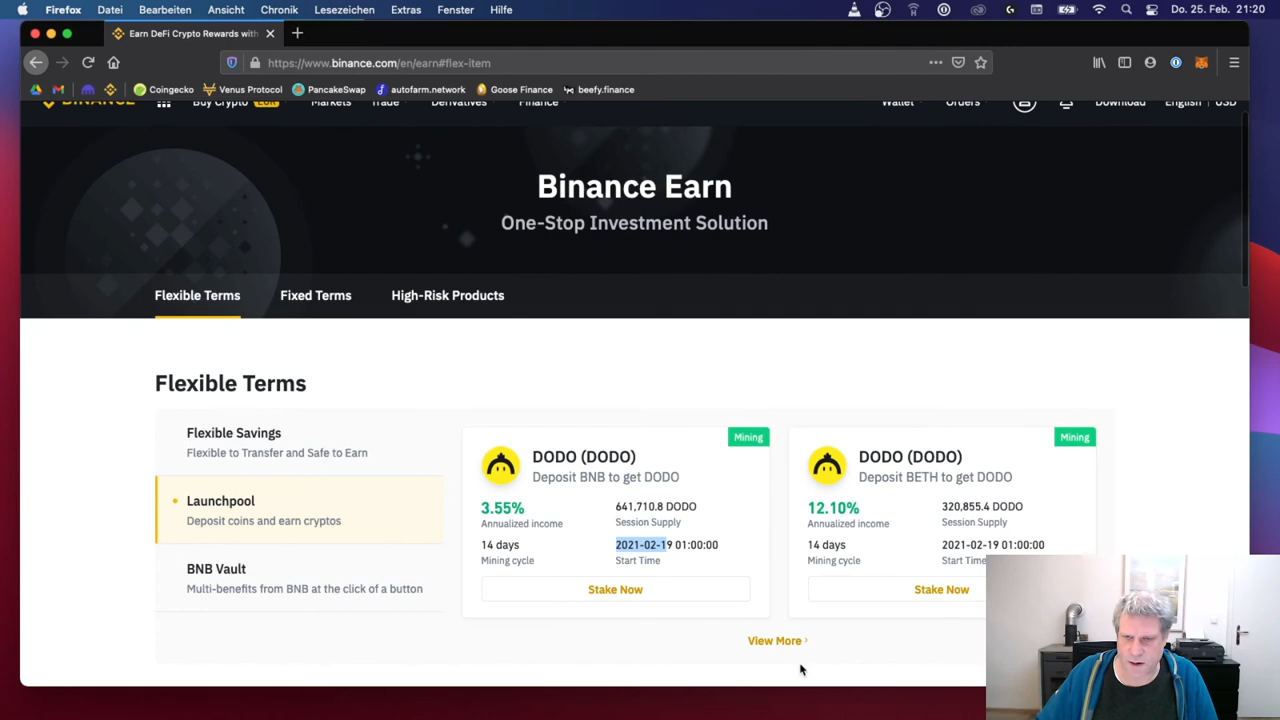 Firefox Datei Bearbeiten Ansicht Chronik Lesezeichen Extras Fenster Hilfe Do. 25. Feb. 21:20
Earn DeFi Crypto Rewards with
https://www.binance.com/en/earn#flex-item
Coingecko Venus Protocol PancakeSwap autofarm.network Goose Finance beefy.finance
BINANCE Buy Crypto EUR Markets Trade Derivatives Finance Wallet Orders Download English | USD
Binance Earn
One-Stop Investment Solution
Flexible Terms Fixed Terms High-Risk Products
Flexible Terms
Flexible Savings
Flexible to Transfer and Safe to Earn
Launchpool
Deposit coins and earn cryptos
BNB Vault
Multi-benefits from BNB at the click of a button
Mining
DODO (DODO)
Deposit BNB to get DODO
3.55% 641,710.8 DODO
Annualized income Session Supply
14 days 2021-02-19 01:00:00
Mining cycle Start Time
Stake Now
Mining
DODO (DODO)
Deposit BETH to get DODO
12.10% 320,855.4 DODO
Annualized income Session Supply
14 days 2021-02-19 01:00:00
Mining cycle Start Time
Stake Now
View More